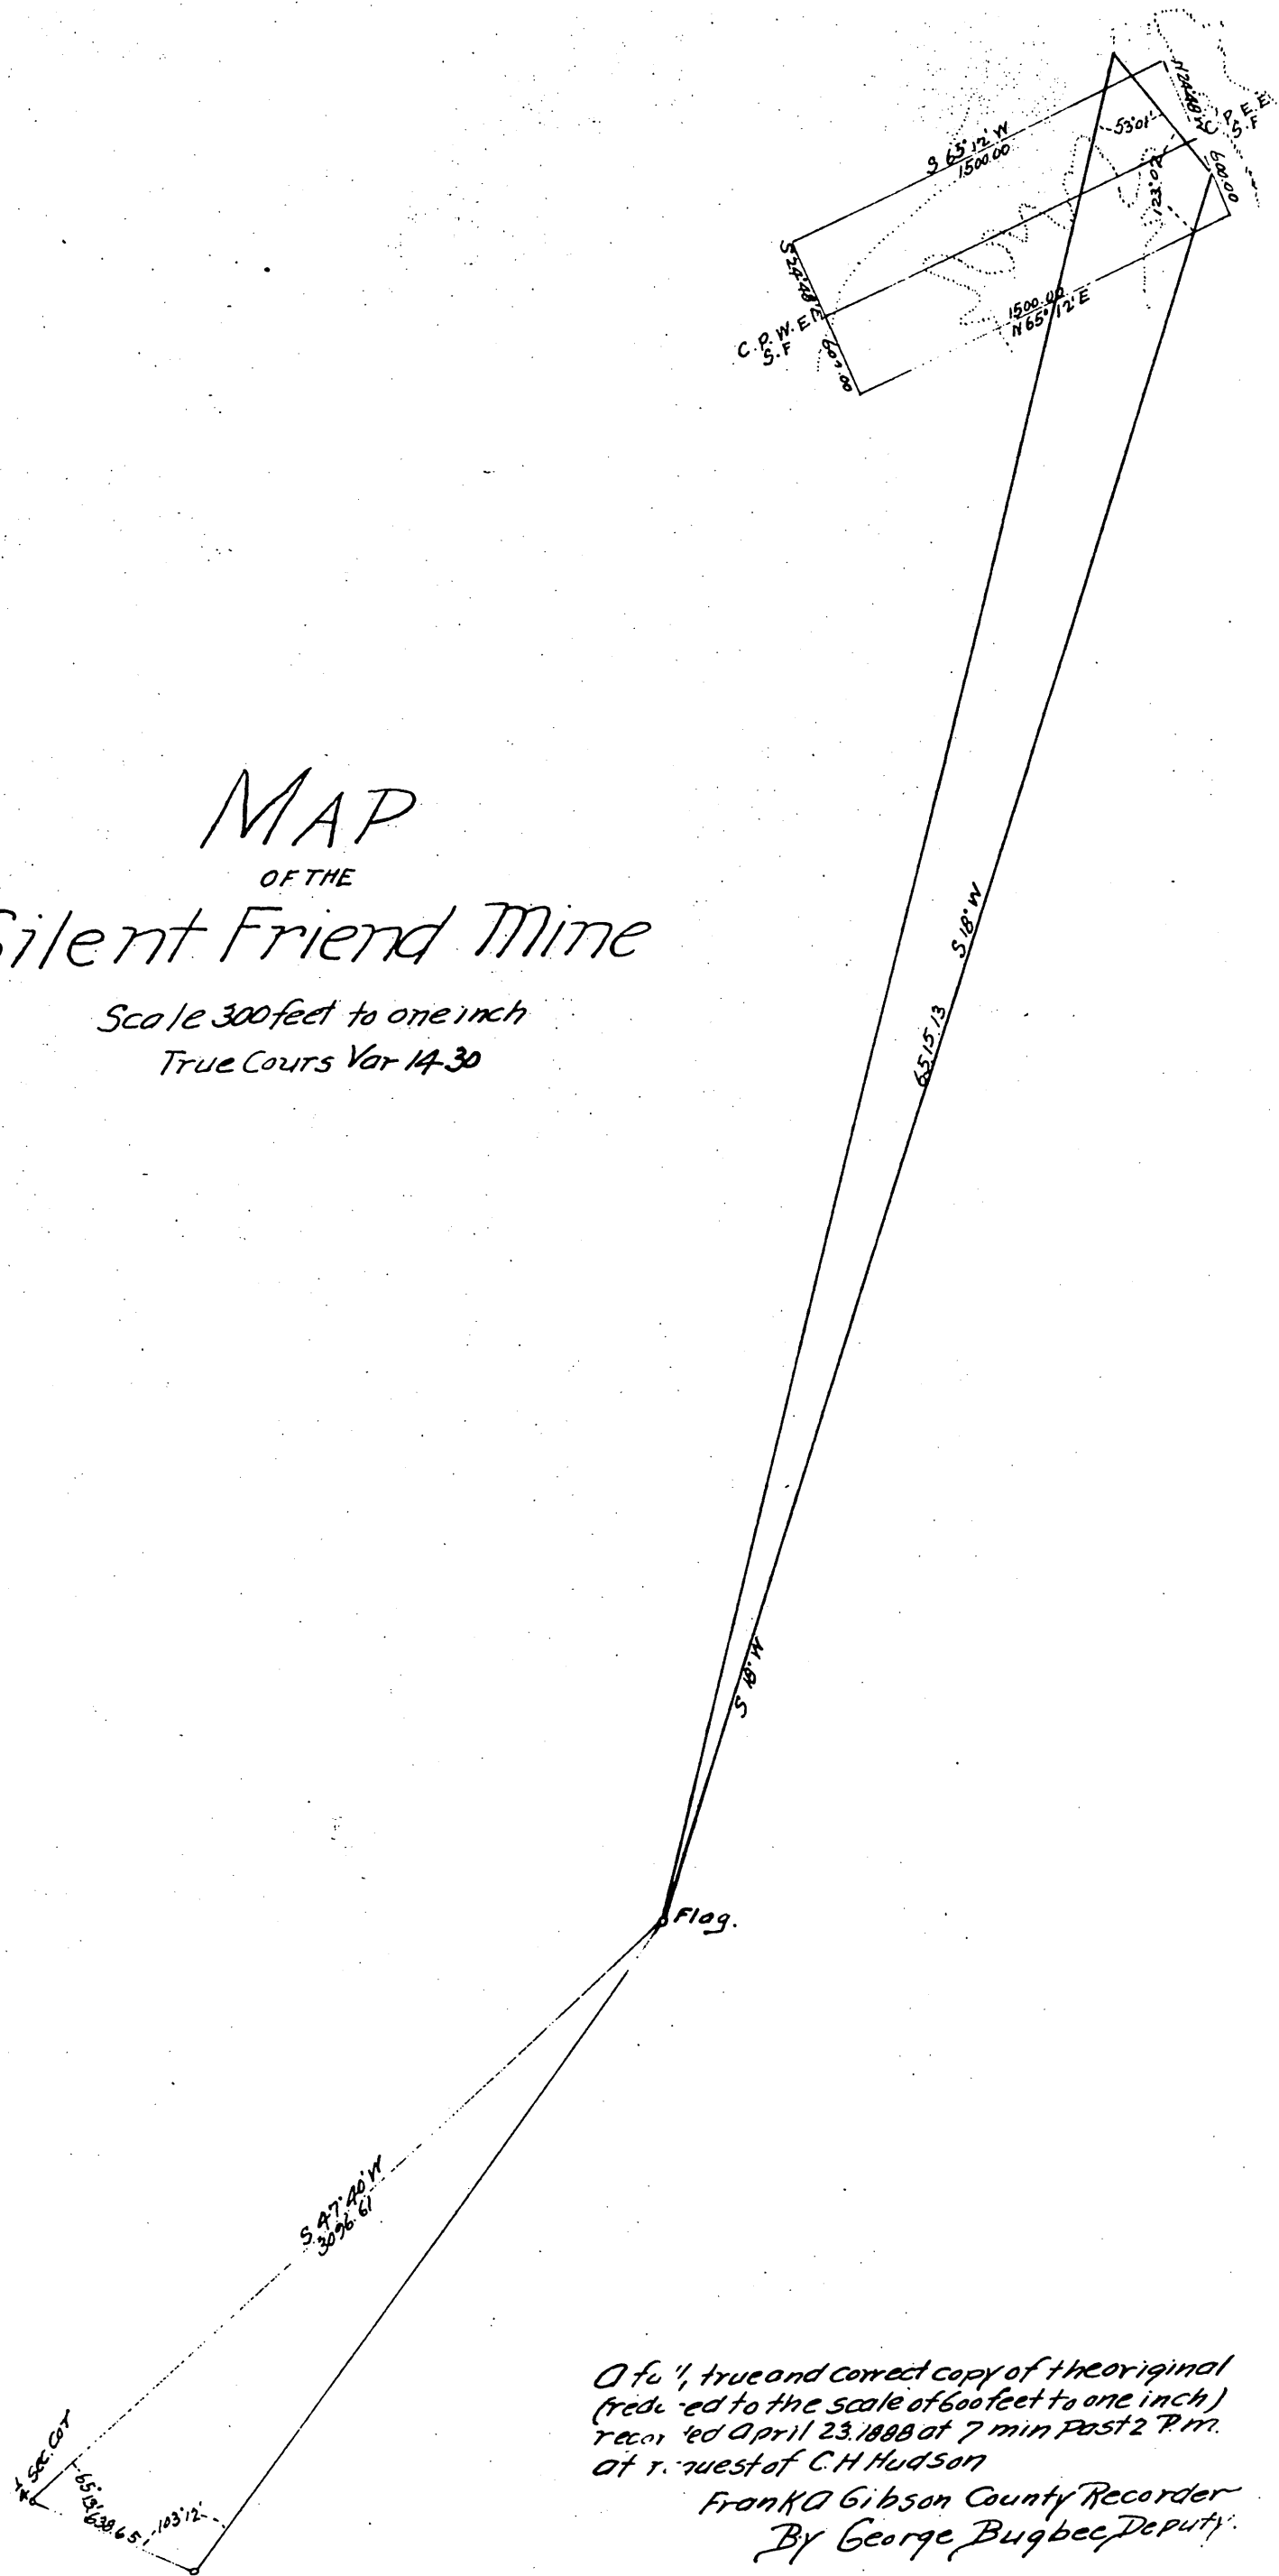 N 24°48' W
C. P. E. E.
S. F
53°01'
S 65°12' W
1500.00
600.00
123°02'
S 24°48' E
1500.00
N 65°12' E
C. P. W. E.
S. F
600.00
MAP
OF THE
Silent Friend Mine
Scale 300 feet to one inch
True Cours Var 14.30
S 18° W
6515.13
S 18° W
Flag.
S. 47°40' W
3096.61
A true and correct copy of the original
to the scale of 600 feet to one inch)
April 23. 1888 at 7 min Past 2 P.m.
at of C. H Hudson
Frank A Gibson County Recorder
By George Bugbee, Deputy.
¼ Sec. Cor
638.65
103°12'